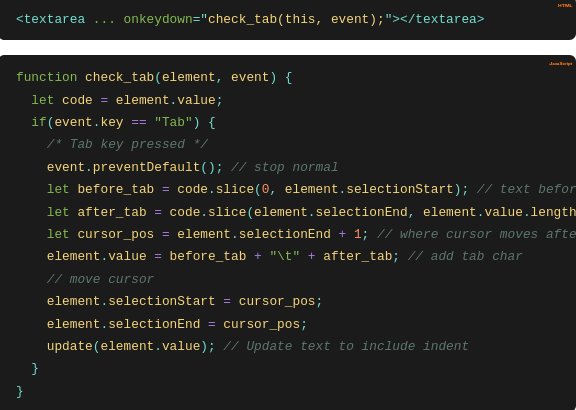 HTML
<textarea ... onkeydown="check_tab(this, event);"></textarea>
JavaScript
function check_tab(element, event) {
  let code = element.value;
  if(event.key == "Tab") {
    /* Tab key pressed */
    event.preventDefault(); // stop normal
    let before_tab = code.slice(0, element.selectionStart); // text befor
    let after_tab = code.slice(element.selectionEnd, element.value.length
    let cursor_pos = element.selectionEnd + 1; // where cursor moves afte
    element.value = before_tab + "\t" + after_tab; // add tab char
    // move cursor
    element.selectionStart = cursor_pos;
    element.selectionEnd = cursor_pos;
    update(element.value); // Update text to include indent
  }
}